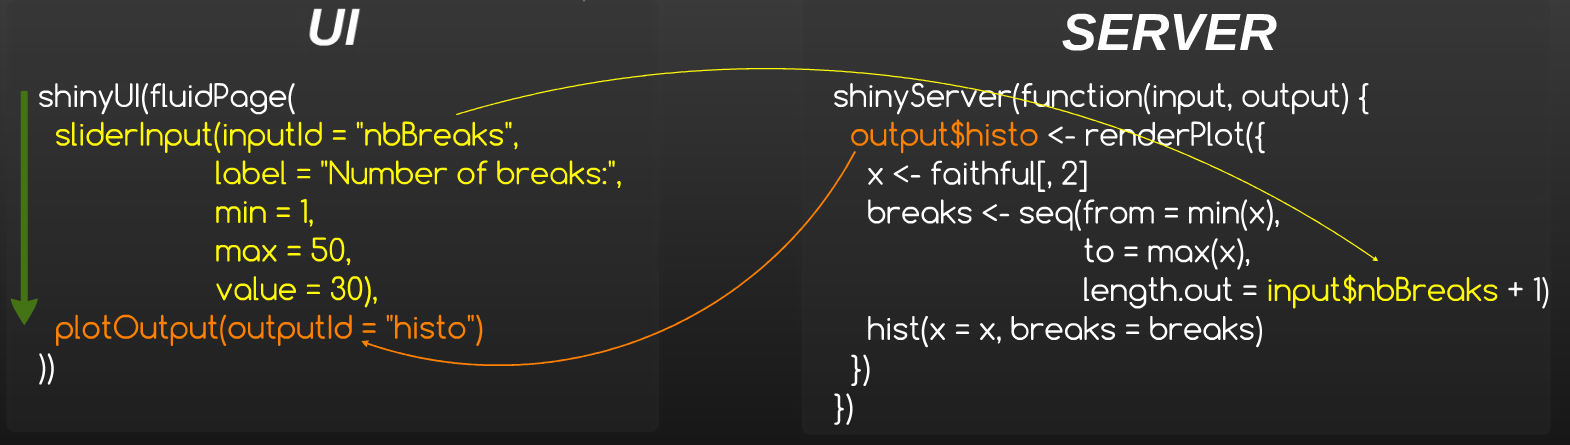 UI
shinyUI(fluidPage(
sliderInput(inputId = "nbBreaks",
label = "Number of breaks:",
min = 1,
max = 50,
value = 30),
plotOutput(outputId = "histo")
))
SERVER
shinyServer(function(input, output) {
output$histo <- renderPlot({
x <- faithful[, 2]
breaks <- seq(from = min(x),
to = max(x),
length.out = input$nbBreaks + 1)
hist(x = x, breaks = breaks)
})
})